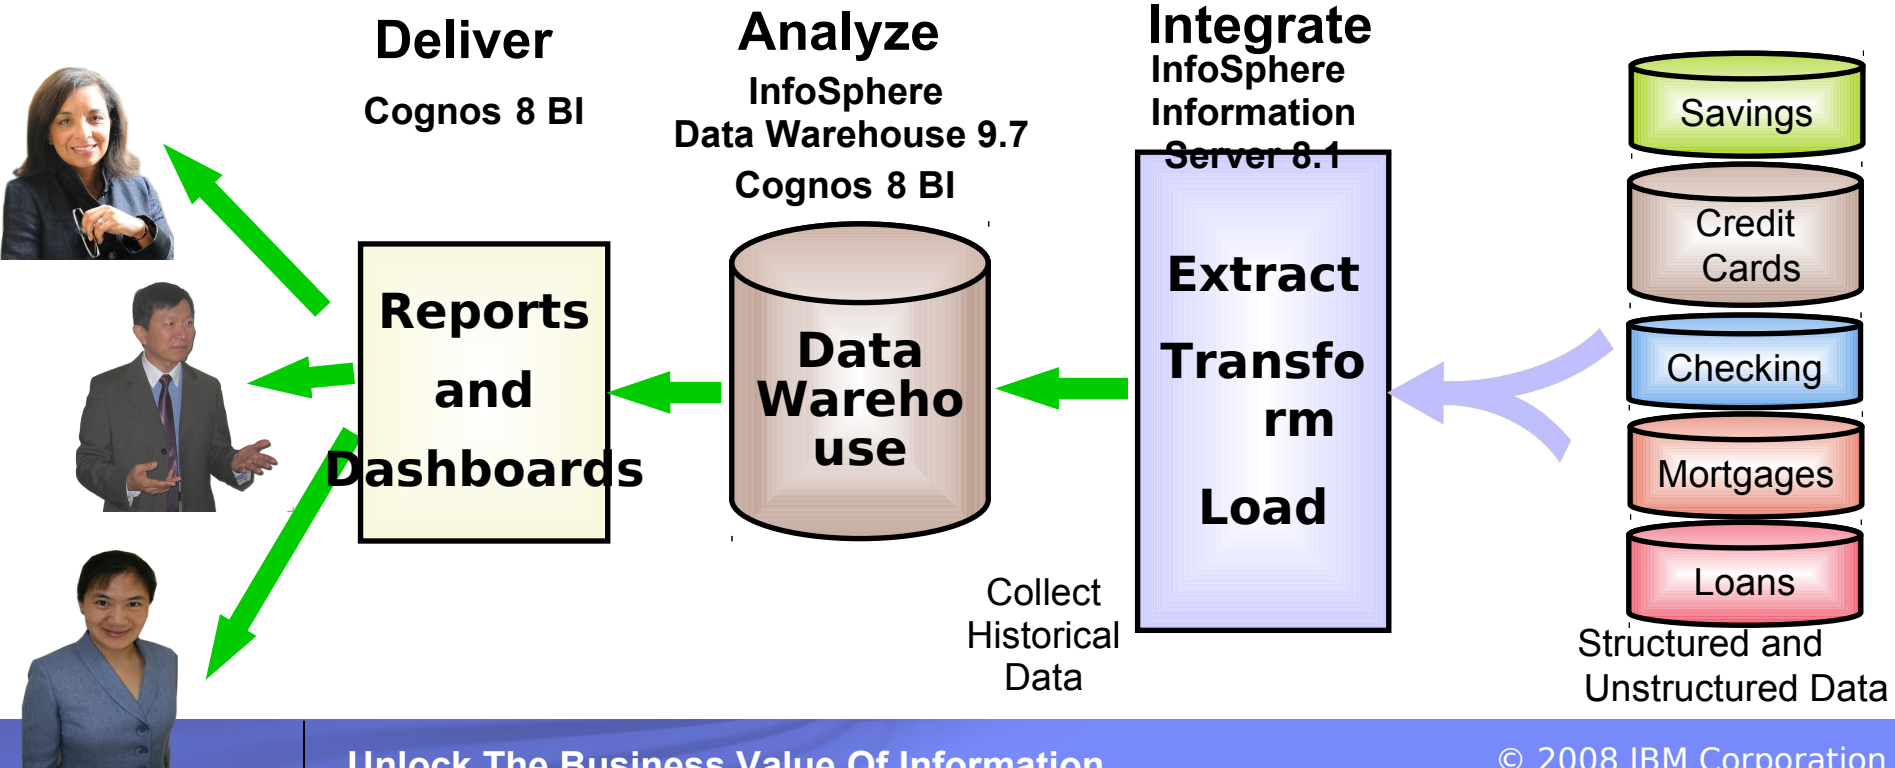 Deliver
Cognos 8 BI
Analyze
InfoSphere
Data Warehouse 9.7
Cognos 8 BI
Integrate
InfoSphere
Information
Server 8.1
Reports
and
Dashboards
Data
Wareho
use
Extract
Transfo
rm
Load
Savings
Credit
Cards
Checking
Mortgages
Loans
Collect
Historical
Data
Structured and
Unstructured Data
Unlock The Business Value Of Information
© 2008 IBM Corporation